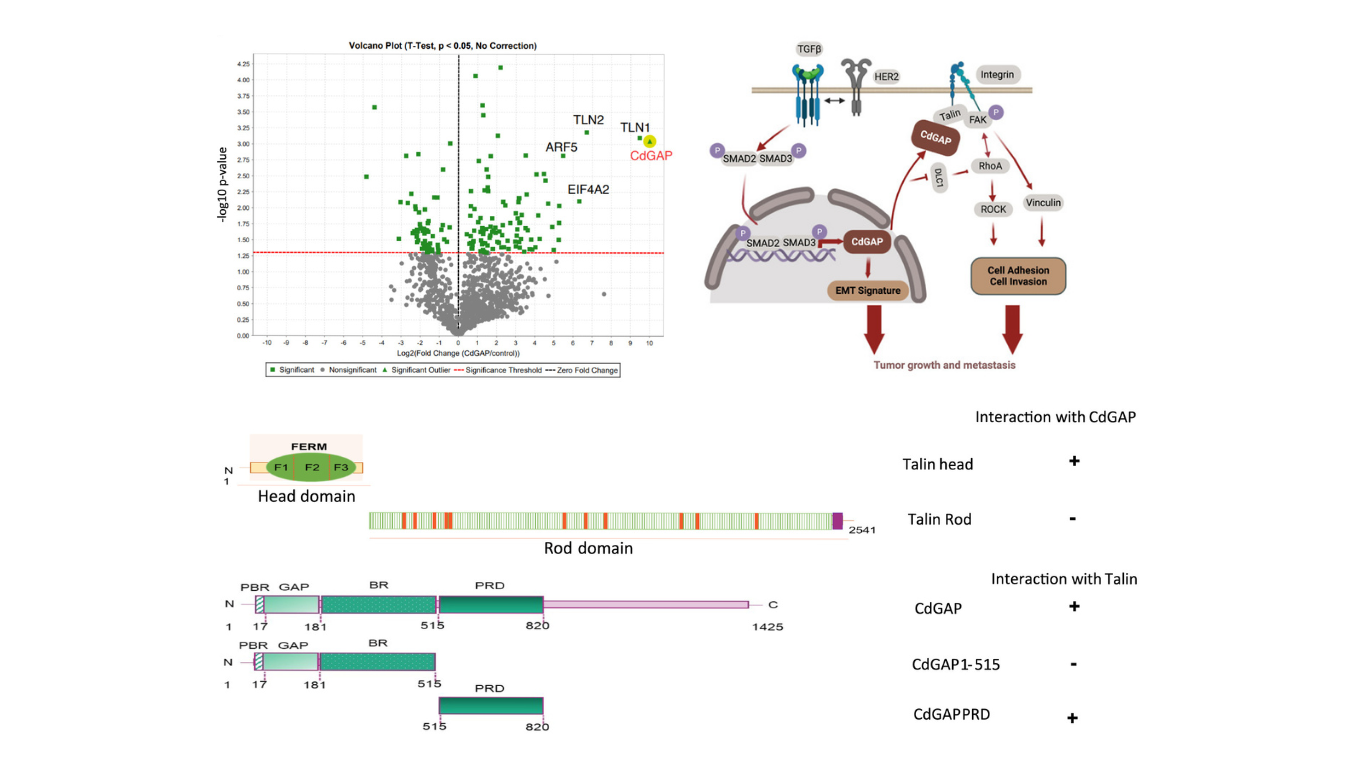 Volcano Plot (T-Test, p < 0.05, No Correction)
-log10 p-value
4.25
4.00
3.75
3.50
3.25
3.00
2.75
2.50
2.25
2.00
1.75
1.50
1.25
1.00
0.75
0.50
0.25
0.00
TLN2
TLN1
CdGAP
ARF5
EIF4A2
-10 -9 -8 -7 -6 -5 -4 -3 -2 -1 0 1 2 3 4 5 6 7 8 9 10
Log2(Fold Change (CdGAP/control))
Significant Nonsignificant Significant Outlier Significance Threshold Zero Fold Change
TGFβ
HER2
Integrin
Talin
FAK
P
CdGAP
P
P
SMAD2 SMAD3
DLC1
RhoA
ROCK
Vinculin
P
P
SMAD2 SMAD3
CdGAP
EMT Signature
Cell Adhesion
Cell Invasion
Tumor growth and metastasis
Interaction with CdGAP
FERM
N
F1 F2 F3
1
Head domain
Talin head +
Talin Rod -
2541
Rod domain
Interaction with Talin
PBR GAP BR PRD
N C
1 17 181 515 820 1425
CdGAP +
PBR GAP BR
N
1 17 181 515
CdGAP1-515 -
PRD
515 820
CdGAPPRD +